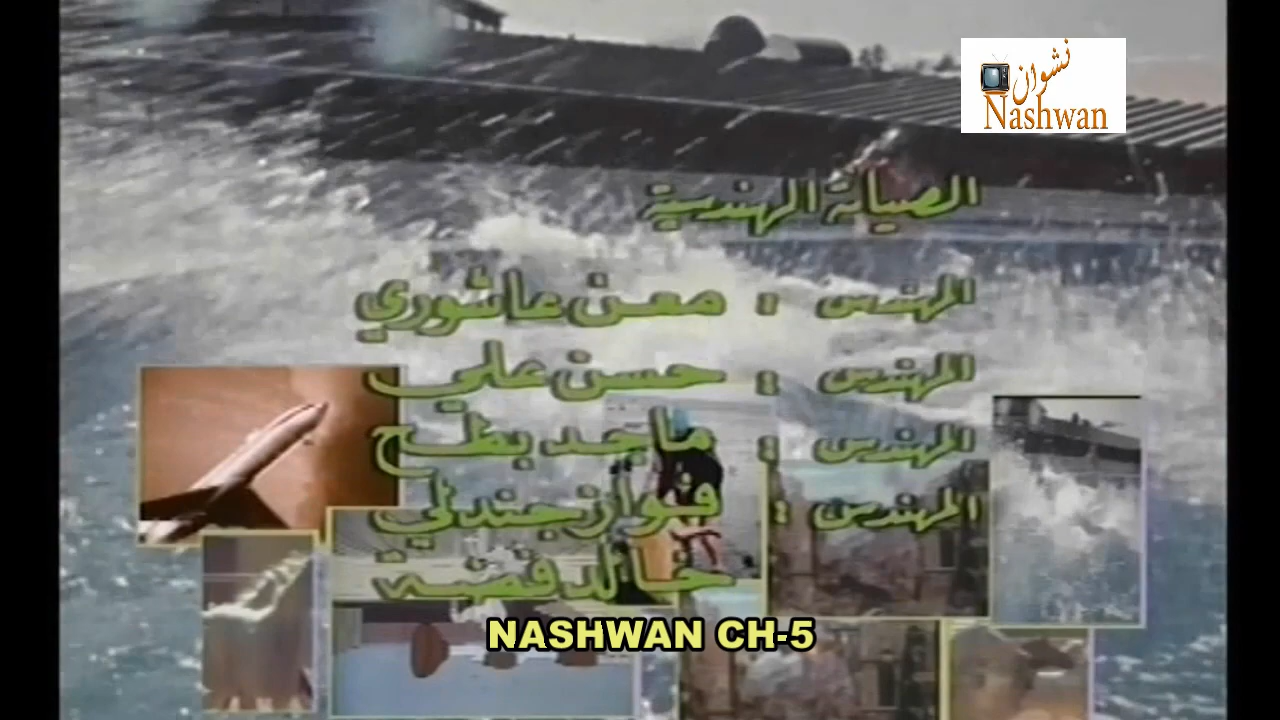 نشوان
Nashwan
الصيانة الهندسية
المهندس : معن عاشوري
المهندس : حسن علي
المهندس : ماجد بطح
المهندس : فواز جندلي
خالد فضة
NASHWAN CH-5